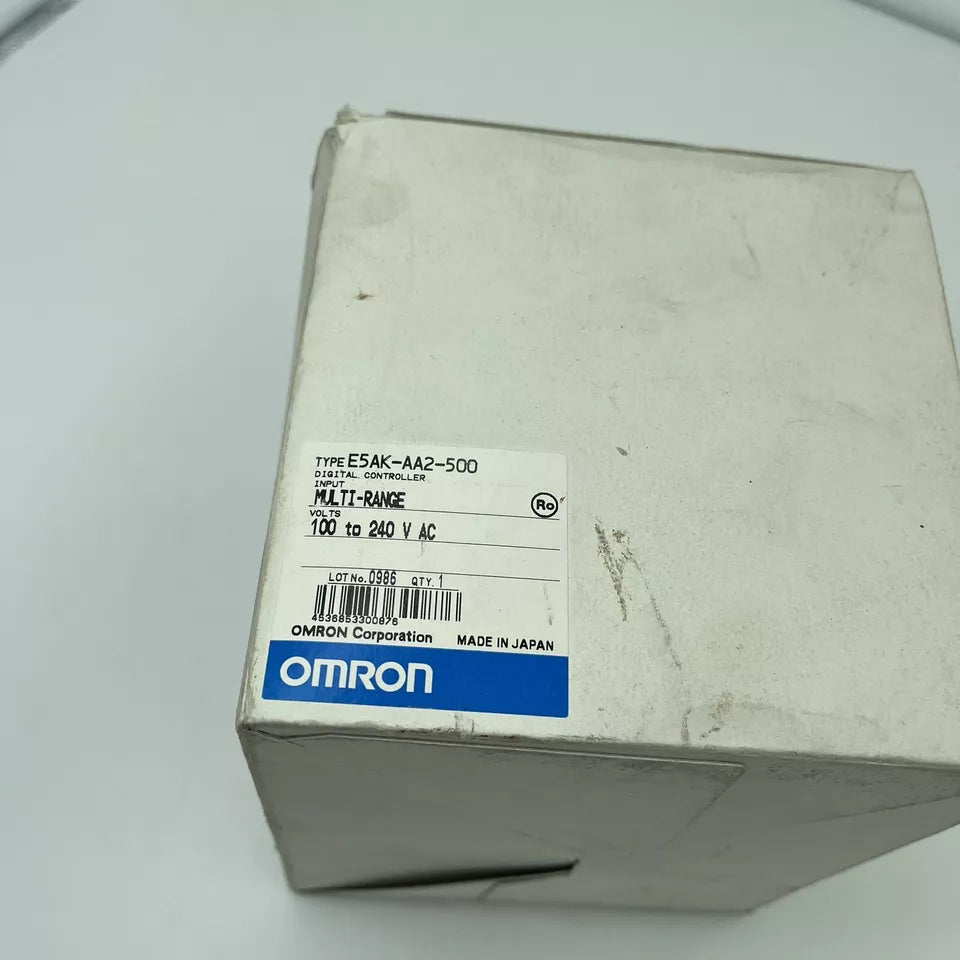 TYPE E5AK-AA2-500
DIGITAL CONTROLLER
INPUT
MULTI-RANGE
Ro
VOLTS
100 to 240 V AC
LOT No. 0986 QTY. 1
4536853300876
OMRON Corporation MADE IN JAPAN
OMRON